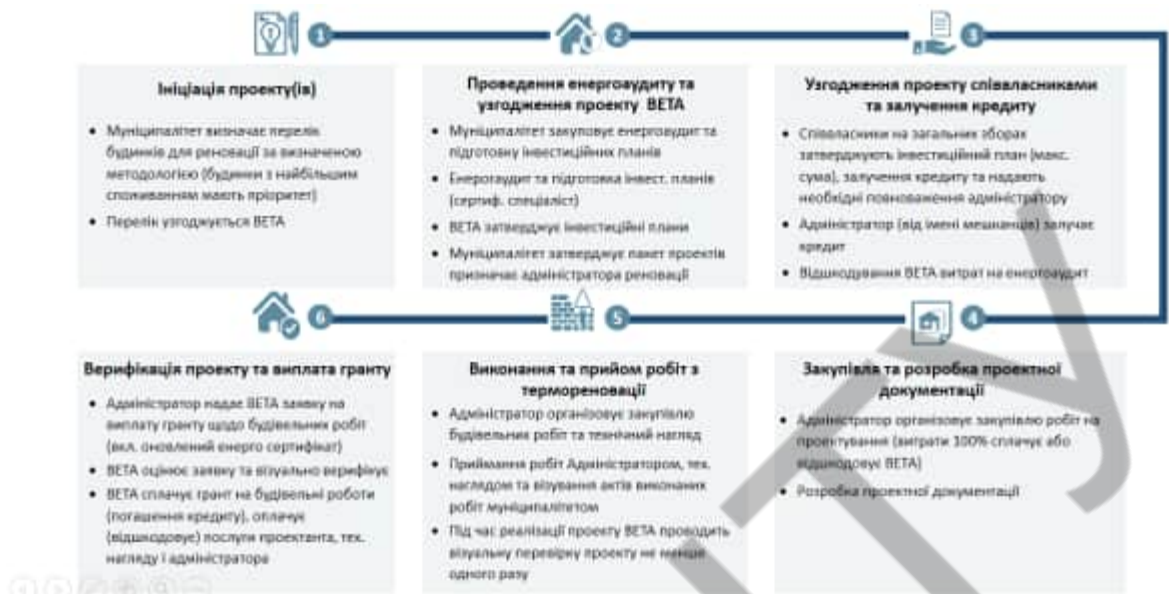 1
2
3
Ініціація проекту(ів)
• Муніципалітет визначає перелік
будинків для реновації за визначеною
методологією (будинки з найбільшим
споживанням мають пріоритет)
• Перелік узгоджується ВЕТА
Проведення енергоаудиту та
узгодження проекту ВЕТА
• Муніципалітет закуповує енергоаудит та
підготовку інвестиційних планів
• Енергоаудит та підготовка інвест. планів
(сертиф. спеціаліст)
• ВЕТА затверджує інвестиційні плани
• Муніципалітет затверджує пакет проектів
призначає адміністратора реновації
Узгодження проекту співвласниками
та залучення кредиту
• Співвласники на загальних зборах
затверджують інвестиційний план (макс.
сума), залучення кредиту та надають
необхідні повноваження адміністратору
• Адміністратор (від імені мешканців) залучає
кредит
• Відшкодування ВЕТА витрат на енергоаудит
6
5
4
Верифікація проекту та виплата гранту
• Адміністратор надає ВЕТА заявку на
виплату гранту щодо будівельних робіт
(вкл. оновлений енерго сертифікат)
• ВЕТА оцінює заявку та візуально верифікує
• ВЕТА сплачує грант на будівельні роботи
(погашення кредиту), оплачує
(відшкодовує) послуги проектанта, тех.
нагляду і адміністратора
Виконання та прийом робіт з
термореновації
• Адміністратор організовує закупівлю
будівельних робіт та технічний нагляд
• Приймання робіт Адміністратором, тех.
наглядом та візування актів виконаних
робіт муніципалітетом
• Під час реалізації проекту ВЕТА проводить
візуальну перевірку проекту не менше
одного разу
Закупівля та розробка проектної
документації
• Адміністратор організовує закупівлю робіт на
проектування (витрати 100% сплачує або
відшкодовує ВЕТА)
• Розробка проектної документації